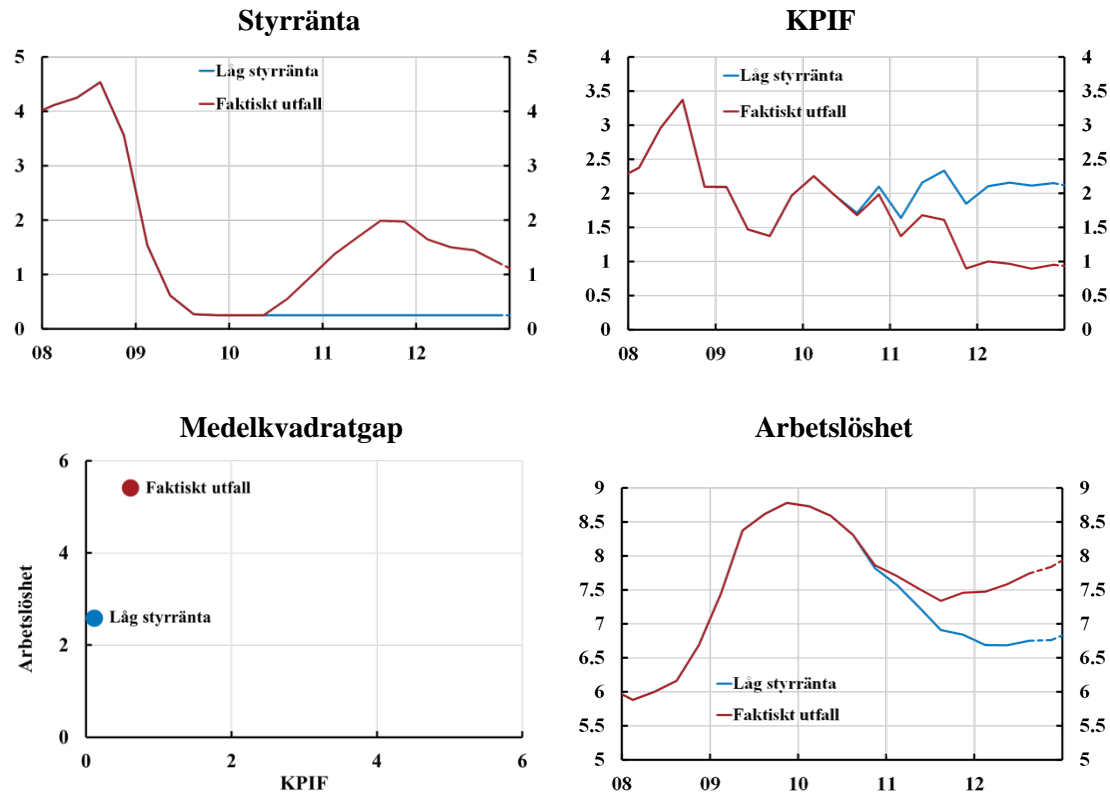 Styrränta
5 5
Låg styrränta
Faktiskt utfall
4 4
3 3
2 2
1 1
0 0
08 09 10 11 12
KPIF
4 4
Låg styrränta
3.5 3.5
Faktiskt utfall
3 3
2.5 2.5
2 2
1.5 1.5
1 1
0.5 0.5
0 0
08 09 10 11 12
Medelkvadratgap
6
Faktiskt utfall
4
Låg styrränta
2
0
Arbetslöshet
0 2 4 6
KPIF
Arbetslöshet
9 9
8.5 8.5
8 8
7.5 7.5
7 7
6.5 6.5
Låg styrränta
6 6
Faktiskt utfall
5.5 5.5
5 5
08 09 10 11 12